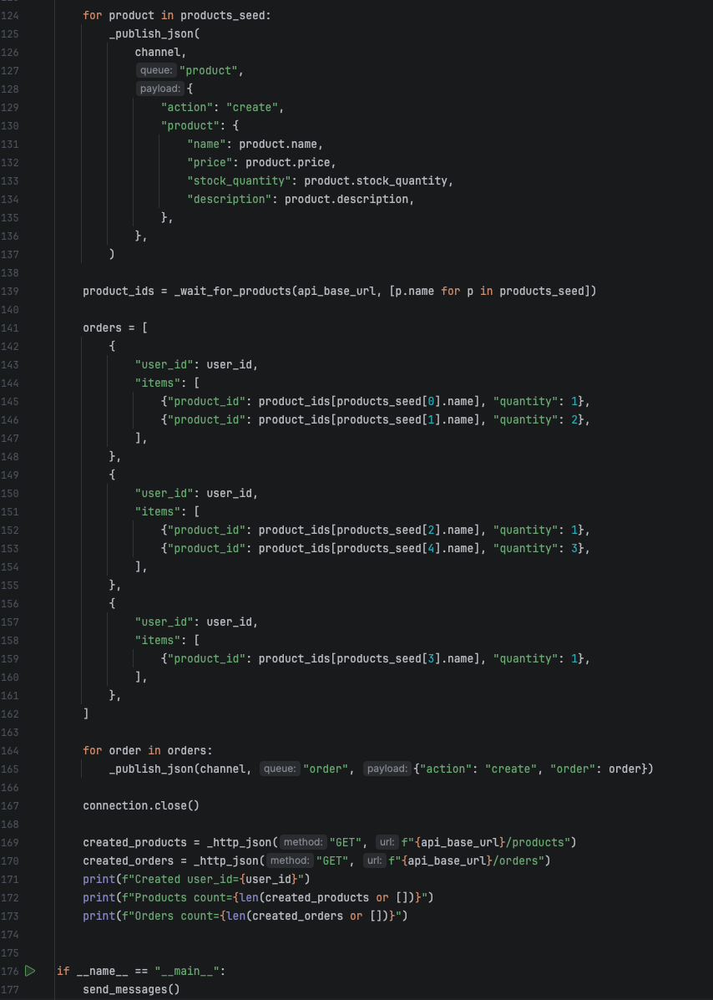 124 for product in products_seed:
125 _publish_json(
126 channel,
127 queue: "product",
128 payload: {
129 "action": "create",
130 "product": {
131 "name": product.name,
132 "price": product.price,
133 "stock_quantity": product.stock_quantity,
134 "description": product.description,
135 },
136 },
137 )
138
139 product_ids = _wait_for_products(api_base_url, [p.name for p in products_seed])
140
141 orders = [
142 {
143 "user_id": user_id,
144 "items": [
145 {"product_id": product_ids[products_seed[0].name], "quantity": 1},
146 {"product_id": product_ids[products_seed[1].name], "quantity": 2},
147 ],
148 },
149 {
150 "user_id": user_id,
151 "items": [
152 {"product_id": product_ids[products_seed[2].name], "quantity": 1},
153 {"product_id": product_ids[products_seed[4].name], "quantity": 3},
154 ],
155 },
156 {
157 "user_id": user_id,
158 "items": [
159 {"product_id": product_ids[products_seed[3].name], "quantity": 1},
160 ],
161 },
162 ]
163
164 for order in orders:
165 _publish_json(channel, queue: "order", payload: {"action": "create", "order": order})
166
167 connection.close()
168
169 created_products = _http_json( method: "GET", url: f"{api_base_url}/products")
170 created_orders = _http_json( method: "GET", url: f"{api_base_url}/orders")
171 print(f"Created user_id={user_id}")
172 print(f"Products count={len(created_products or [])}")
173 print(f"Orders count={len(created_orders or [])}")
174
175
176 if __name__ == "__main__":
177 send_messages()